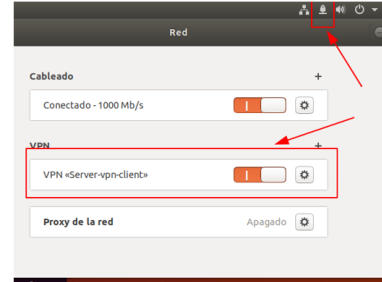 Red
Cableado
Conectado - 1000 Mb/s
VPN
VPN «Server-vpn-client»
Proxy de la red
Apagado